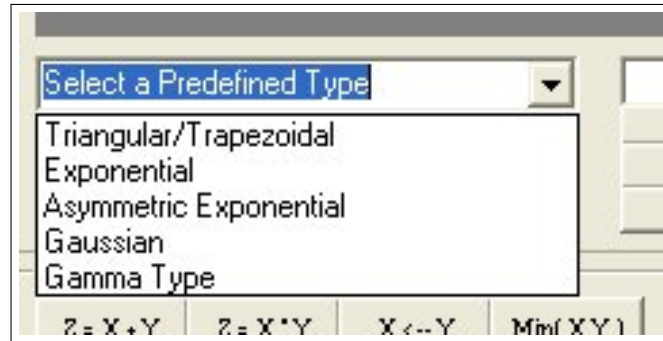 Select a Predefined Type
Triangular/Trapezoidal
Exponential
Asymmetric Exponential
Gaussian
Gamma Type
Z = X + Y Z = X * Y X <-- Y Min( X Y )